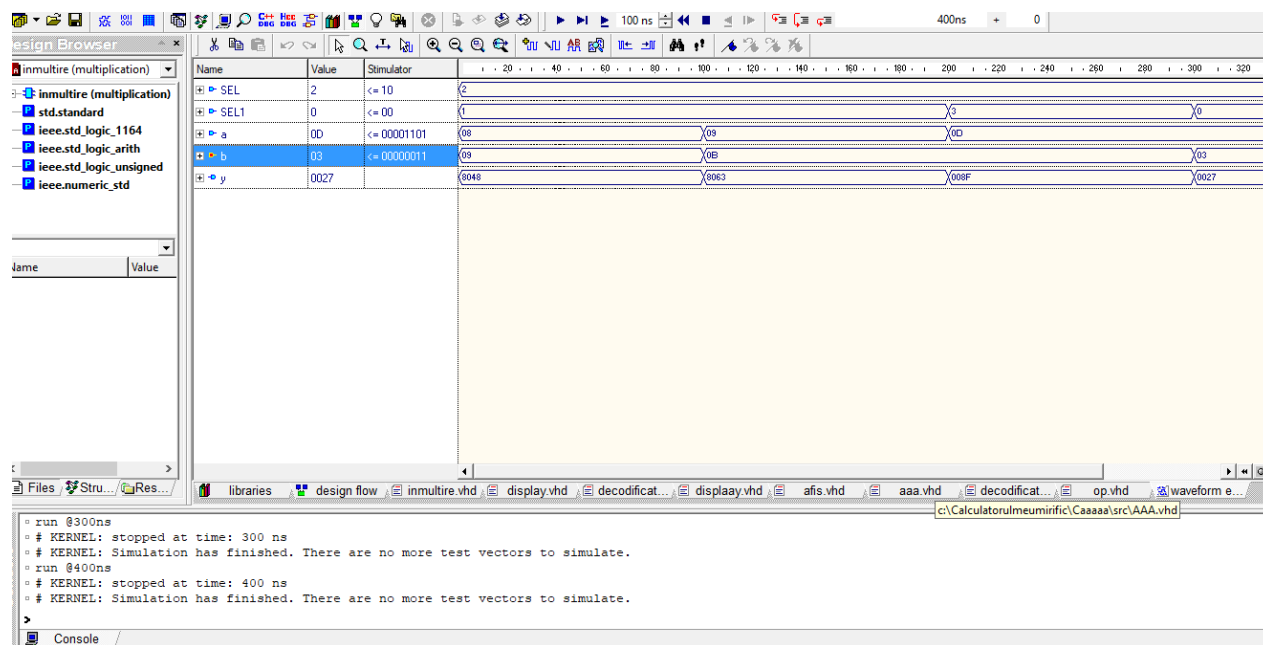 100 ns 400ns + 0
esign Browser
inmultire (multiplication)
inmultire (multiplication)
std.standard
ieee.std_logic_1164
ieee.std_logic_arith
ieee.std_logic_unsigned
ieee.numeric_std
Name Value
Name Value Stimulator 20 40 60 80 100 120 140 160 180 200 220 240 260 280 300 320
SEL 2 <= 10 2
SEL1 0 <= 00 1 3 0
a 0D <= 00001101 08 09 0D
b 03 <= 00000011 09 0B 03
y 0027 8048 8063 008F 0027
Files Stru... Res...
libraries design flow inmultire.vhd display.vhd decodificat... displaay.vhd afis.vhd aaa.vhd decodificat... op.vhd waveform e...
c:\Calculatorulmeumirific\Caaaaa\src\AAA.vhd
run @300ns
# KERNEL: stopped at time: 300 ns
# KERNEL: Simulation has finished. There are no more test vectors to simulate.
run @400ns
# KERNEL: stopped at time: 400 ns
# KERNEL: Simulation has finished. There are no more test vectors to simulate.
>
Console